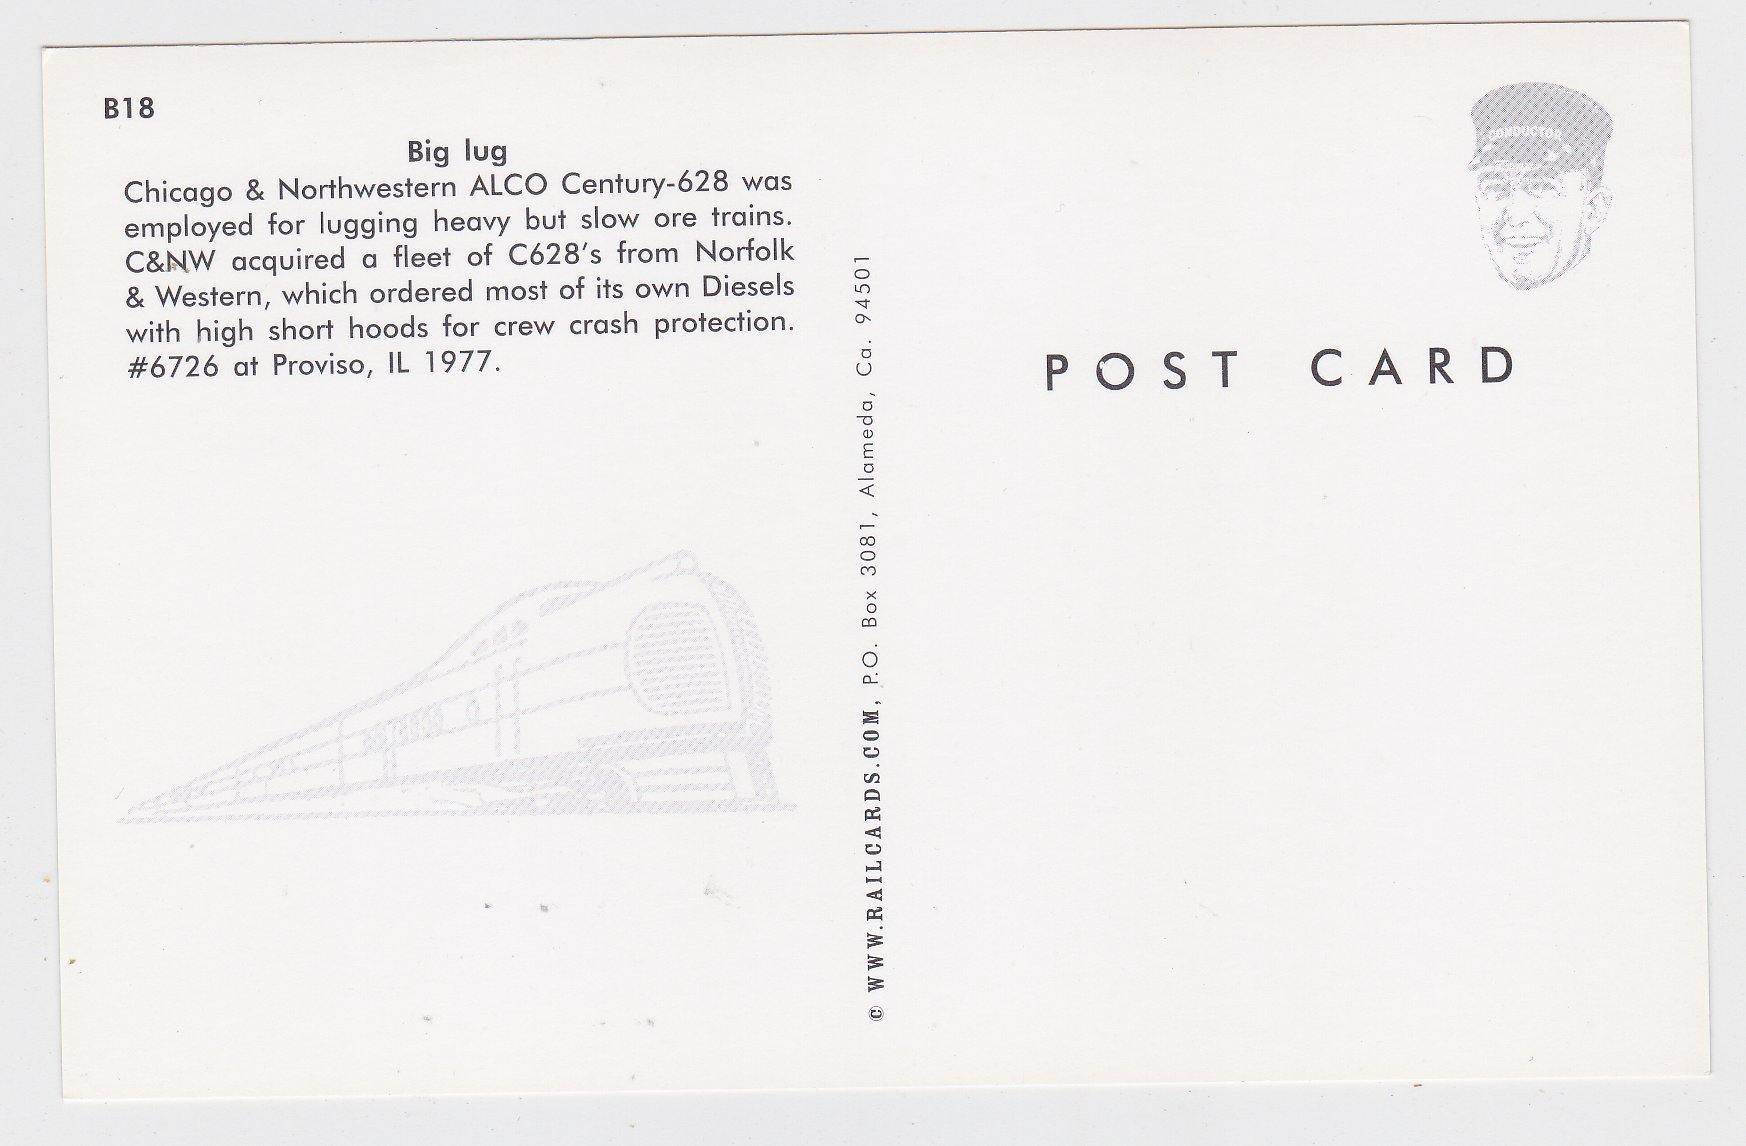 B18
Big lug
Chicago & Northwestern ALCO Century-628 was
employed for lugging heavy but slow ore trains.
C&NW acquired a fleet of C628's from Norfolk
& Western, which ordered most of its own Diesels
with high short hoods for crew crash protection.
#6726 at Proviso, IL 1977.
© WWW.RAILCARDS.COM, P.O. Box 3081, Alameda, Ca. 94501
CONDUCTOR
POST CARD